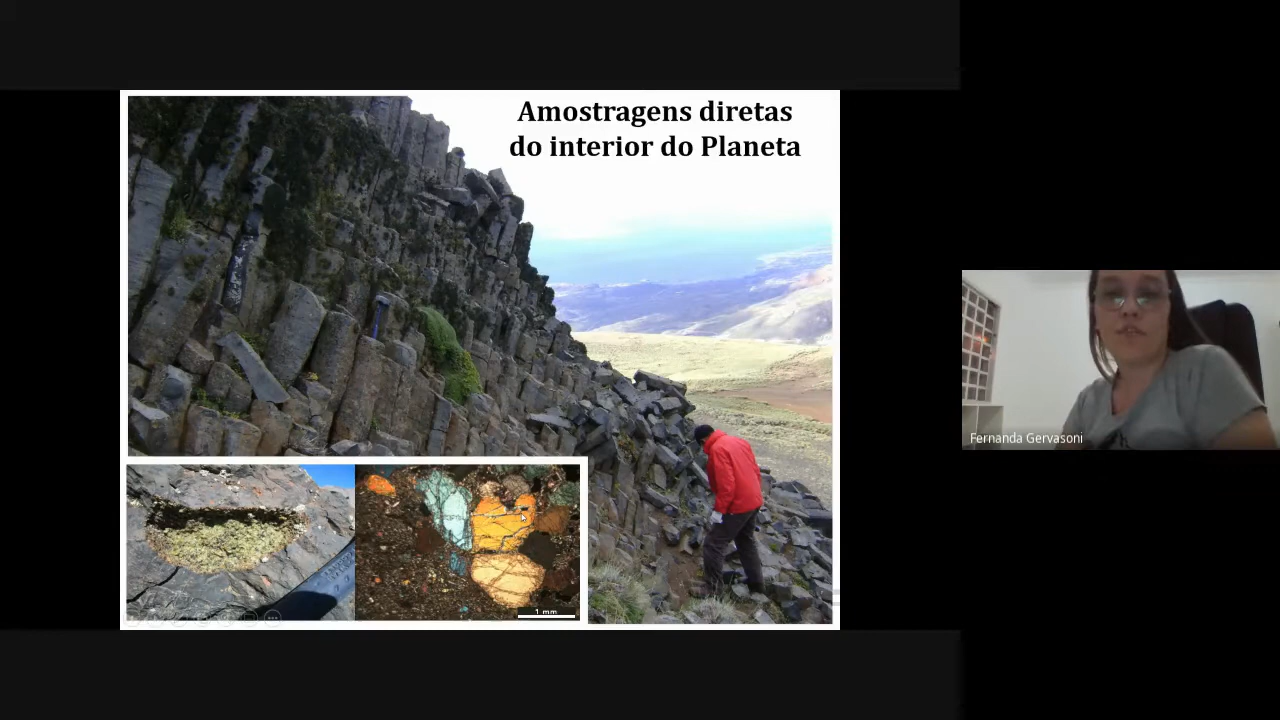 Amostragens diretas
do interior do Planeta
Fernanda Gervasoni
1 mm